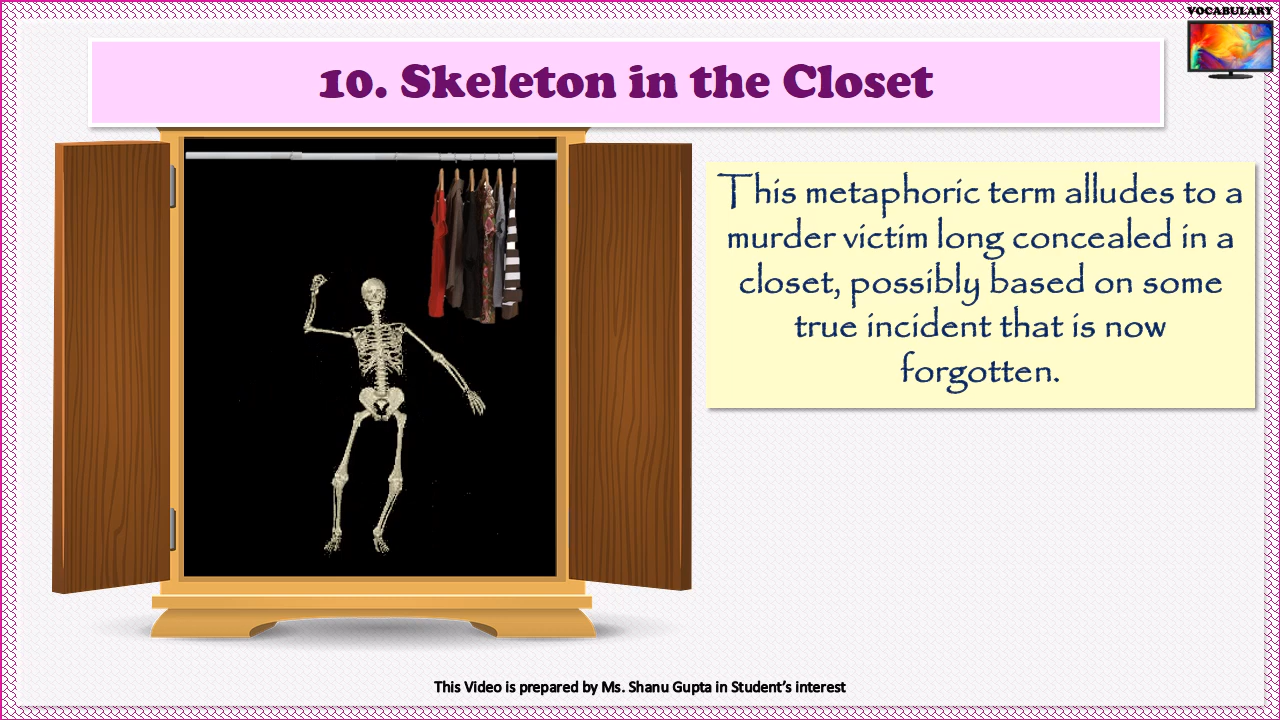 VOCABULARY
10. Skeleton in the Closet
This metaphoric term alludes to a
murder victim long concealed in a
closet, possibly based on some
true incident that is now
forgotten.
This Video is prepared by Ms. Shanu Gupta in Student’s interest